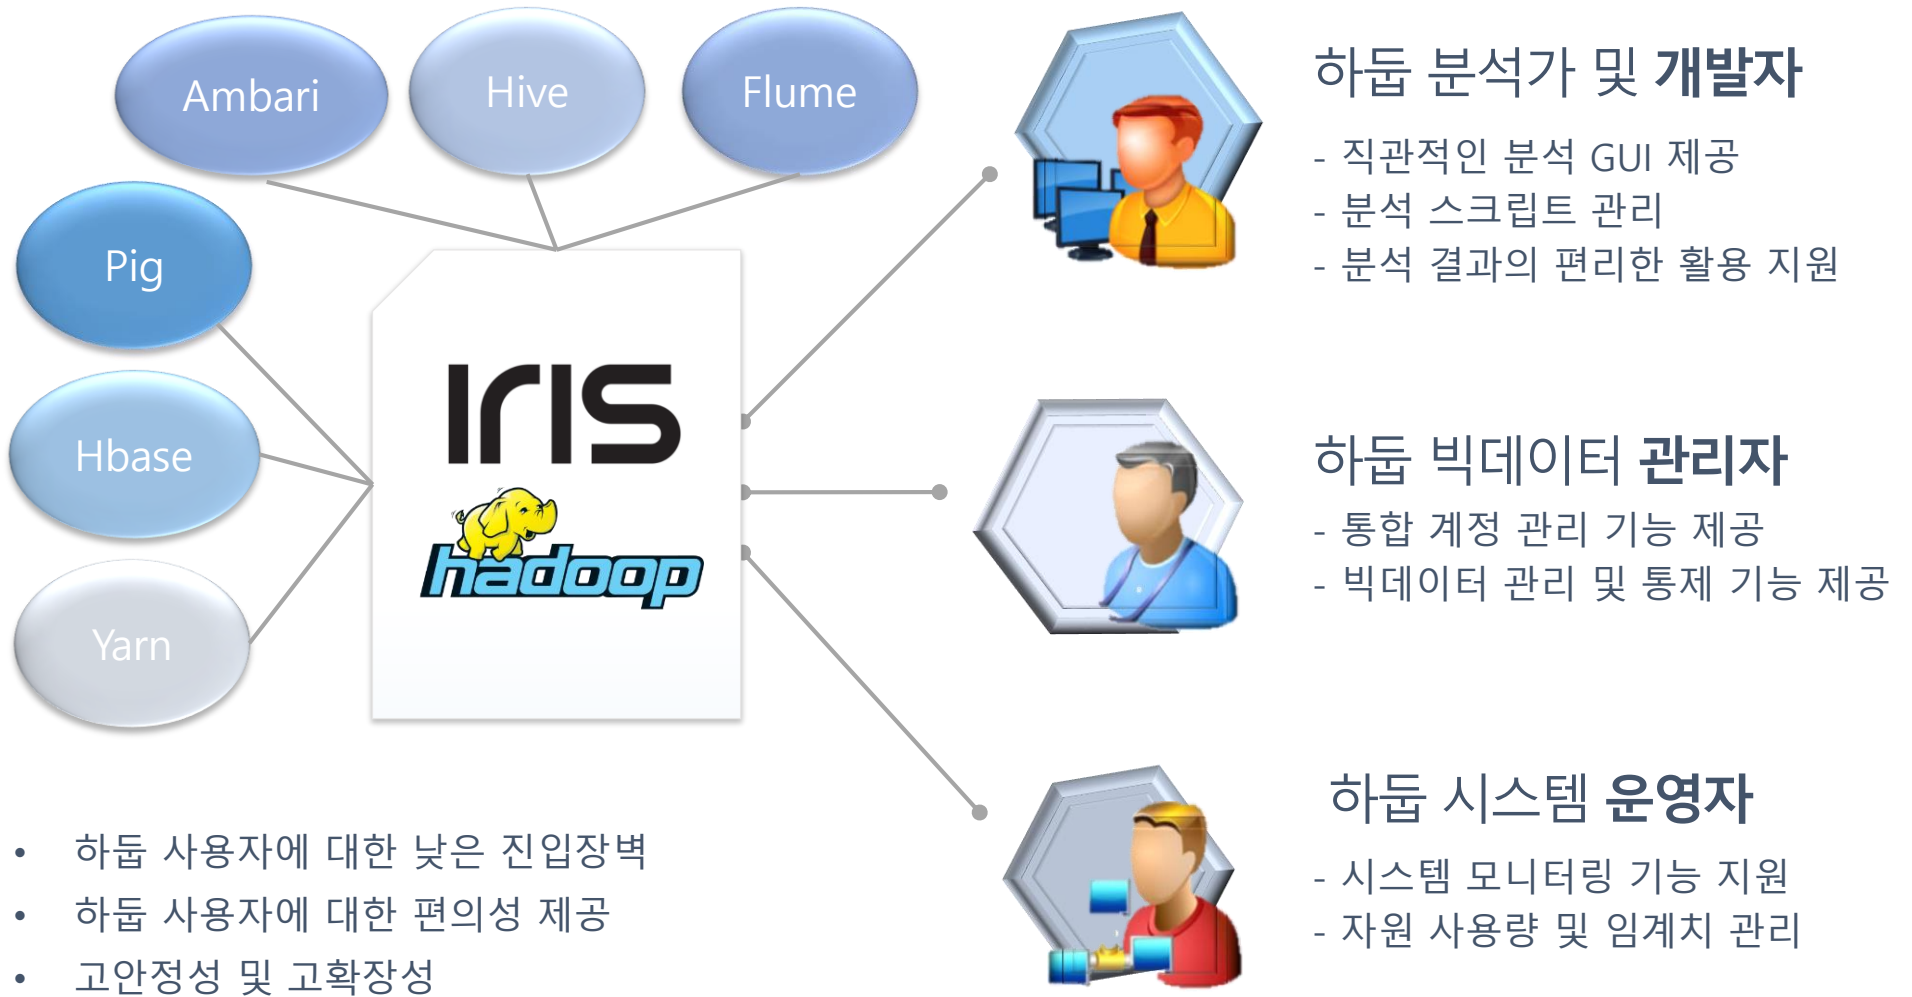 Ambari
Hive
Flume
Pig
Hbase
Yarn
IRIS
hadoop
하둡 분석가 및 개발자
- 직관적인 분석 GUI 제공
- 분석 스크립트 관리
- 분석 결과의 편리한 활용 지원
하둡 빅데이터 관리자
- 통합 계정 관리 기능 제공
- 빅데이터 관리 및 통제 기능 제공
하둡 시스템 운영자
- 시스템 모니터링 기능 지원
- 자원 사용량 및 임계치 관리
• 하둡 사용자에 대한 낮은 진입장벽
• 하둡 사용자에 대한 편의성 제공
• 고안정성 및 고확장성